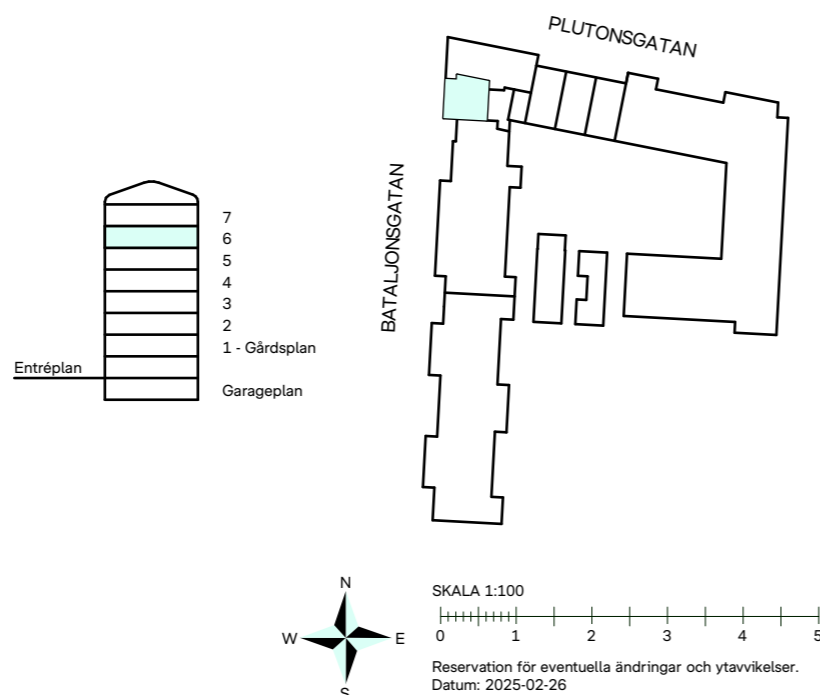 PLUTONSGATAN
BATALJONSGATAN
7
6
5
4
3
2
1 - Gårdsplan
Entréplan
Garageplan
N
W E
S
SKALA 1:100
0 1 2 3 4 5
Reservation för eventuella ändringar och ytavvikelser.
Datum: 2025-02-26